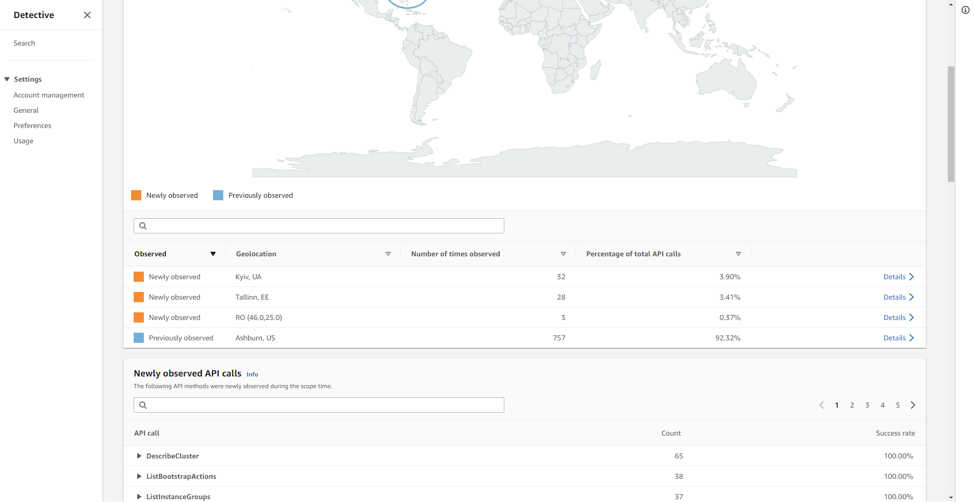 Detective
Search
Settings
Account management
General
Preferences
Usage
Newly observed Previously observed
Observed Geolocation Number of times observed Percentage of total API calls
Newly observed Kyiv, UA 32 3.90% Details
Newly observed Tallinn, EE 28 3.41% Details
Newly observed RO (46.0,25.0) 3 0.37% Details
Previously observed Ashburn, US 757 92.32% Details
Newly observed API calls Info
The following API methods were newly observed during the scope time.
1 2 3 4 5
API call Count Success rate
DescribeCluster 65 100.00%
ListBootstrapActions 38 100.00%
ListInstanceGroups 37 100.00%